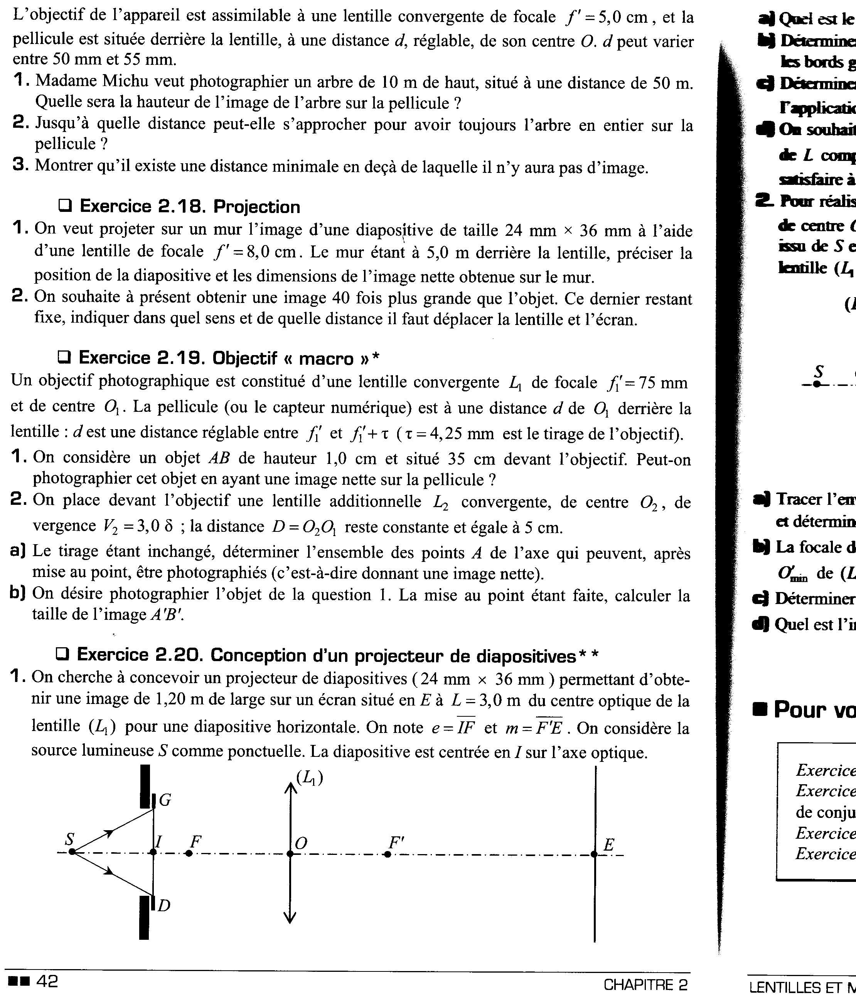 L'objectif de l'appareil est assimilable à une lentille convergente de focale f' = 5,0 cm, et la
pellicule est située derrière la lentille, à une distance d, réglable, de son centre O. d peut varier
entre 50 mm et 55 mm.
1. Madame Michu veut photographier un arbre de 10 m de haut, situé à une distance de 50 m.
Quelle sera la hauteur de l'image de l'arbre sur la pellicule ?
2. Jusqu'à quelle distance peut-elle s'approcher pour avoir toujours l'arbre en entier sur la
pellicule ?
3. Montrer qu'il existe une distance minimale en deçà de laquelle il n'y aura pas d'image.
❑ Exercice 2.18. Projection
1. On veut projeter sur un mur l'image d'une diapositive de taille 24 mm × 36 mm à l'aide
d'une lentille de focale f' = 8,0 cm. Le mur étant à 5,0 m derrière la lentille, préciser la
position de la diapositive et les dimensions de l'image nette obtenue sur le mur.
2. On souhaite à présent obtenir une image 40 fois plus grande que l'objet. Ce dernier restant
fixe, indiquer dans quel sens et de quelle distance il faut déplacer la lentille et l'écran.
❑ Exercice 2.19. Objectif « macro »*
Un objectif photographique est constitué d'une lentille convergente L₁ de focale f₁' = 75 mm
et de centre O₁. La pellicule (ou le capteur numérique) est à une distance d de O₁ derrière la
lentille : d est une distance réglable entre f₁' et f₁' + τ (τ = 4,25 mm est le tirage de l'objectif).
1. On considère un objet AB de hauteur 1,0 cm et situé 35 cm devant l'objectif. Peut-on
photographier cet objet en ayant une image nette sur la pellicule ?
2. On place devant l'objectif une lentille additionnelle L₂ convergente, de centre O₂, de
vergence V₂ = 3,0 δ ; la distance D = O₂O₁ reste constante et égale à 5 cm.
a) Le tirage étant inchangé, déterminer l'ensemble des points A de l'axe qui peuvent, après
mise au point, être photographiés (c'est-à-dire donnant une image nette).
b) On désire photographier l'objet de la question 1. La mise au point étant faite, calculer la
taille de l'image A'B'.
❑ Exercice 2.20. Conception d'un projecteur de diapositives**
1. On cherche à concevoir un projecteur de diapositives (24 mm × 36 mm) permettant d'obte-
nir une image de 1,20 m de large sur un écran situé en E à L = 3,0 m du centre optique de la
lentille (L₁) pour une diapositive horizontale. On note e = \overline{IF} et m = \overline{F'E}. On considère la
source lumineuse S comme ponctuelle. La diapositive est centrée en I sur l'axe optique.
(L₁)
G
S I F O F' E
D
■■ 42
CHAPITRE 2
a) Quel est le
b) Détermine
les bords g
c) Détermine
l'applicati
d) On souhait
de L comp
satisfaire à
2. Pour réalis
de centre
issu de S e
lentille (L₁
S
a) Tracer l'en
et détermin
b) La focale d
O'min de (L
c) Déterminer
d) Quel est l'i
■ Pour vo
Exercice
Exercice
de conju
Exercice
Exercice
LENTILLES ET M